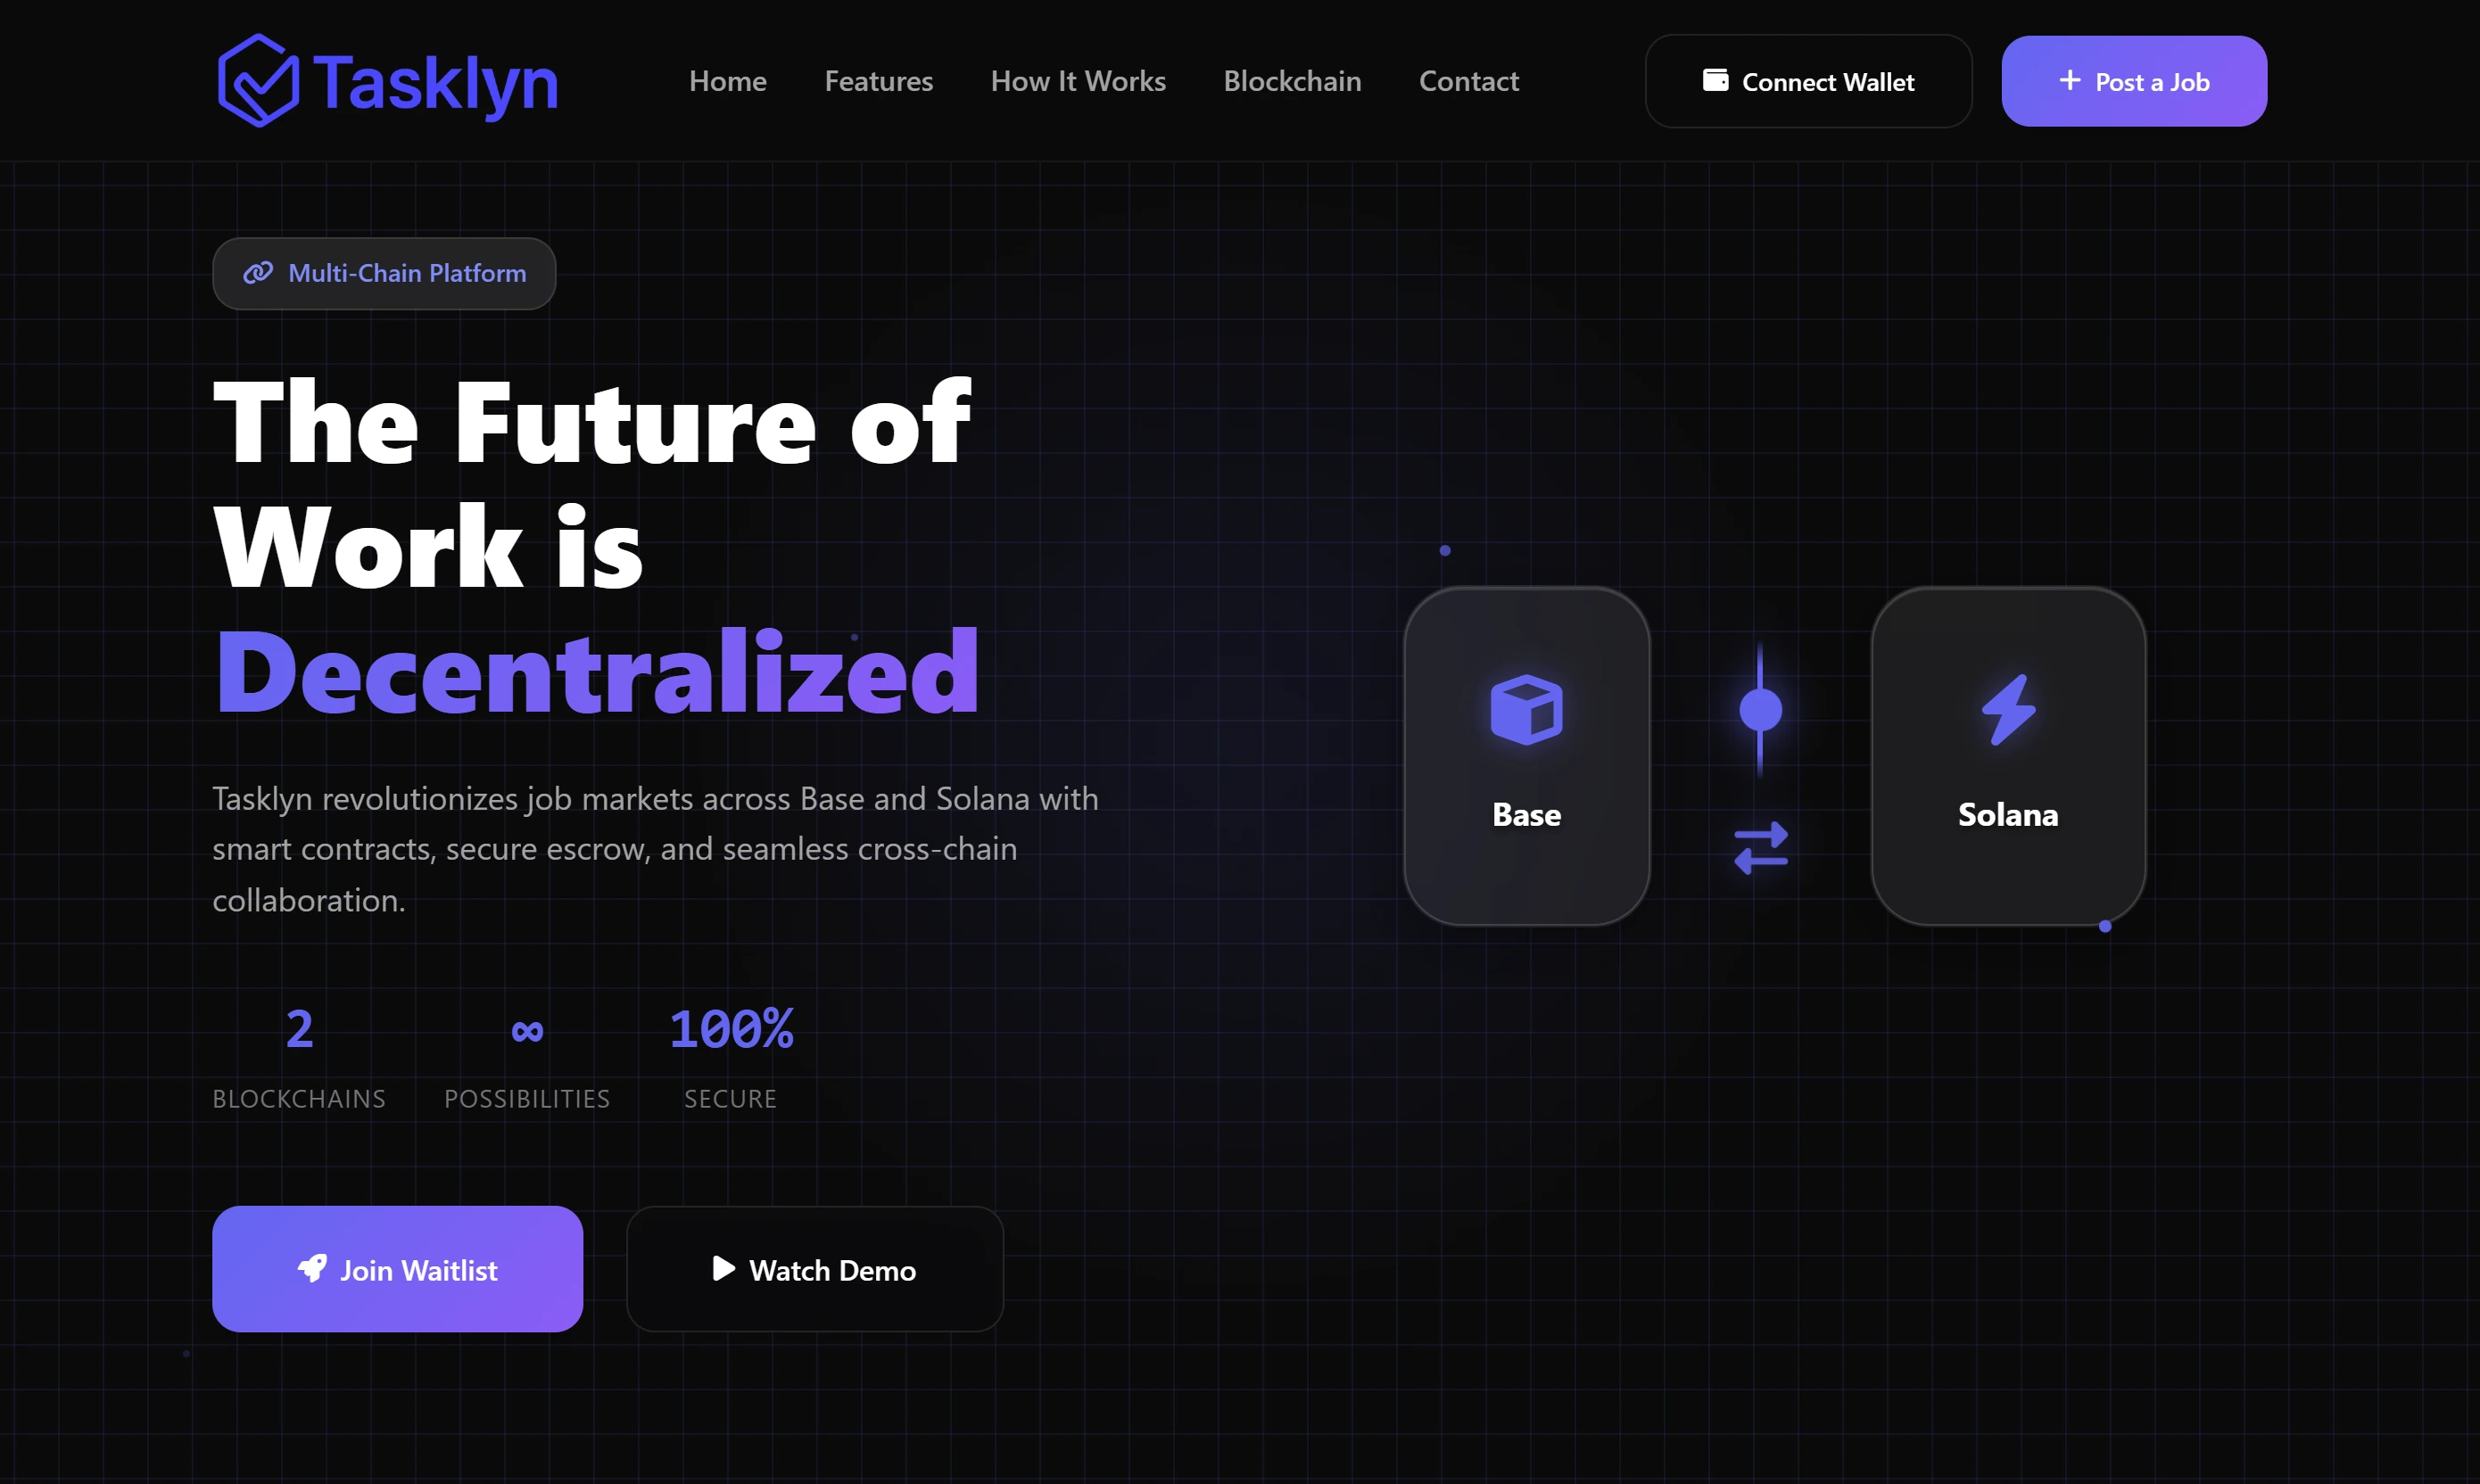 Tasklyn
Home
Features
How It Works
Blockchain
Contact
Connect Wallet
Post a Job
Multi-Chain Platform
The Future of
Work is
Decentralized
Tasklyn revolutionizes job markets across Base and Solana with
smart contracts, secure escrow, and seamless cross-chain
collaboration.
2
BLOCKCHAINS
∞
POSSIBILITIES
100%
SECURE
Join Waitlist
Watch Demo
Base
Solana